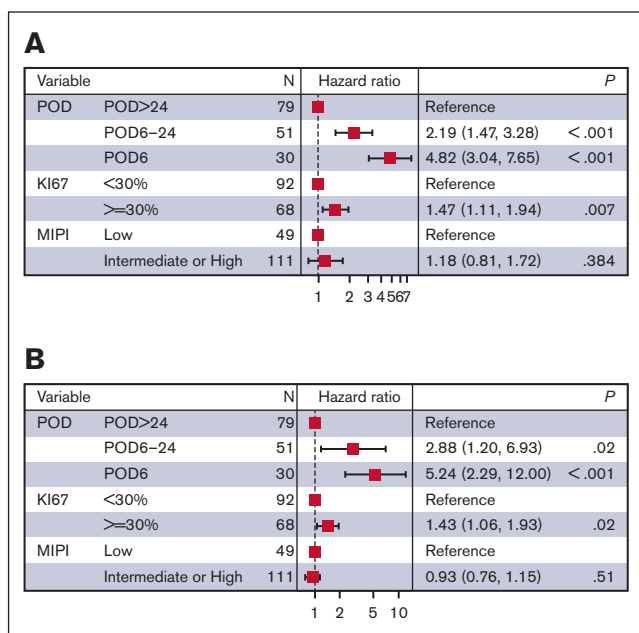 A
Variable N Hazard ratio P
POD POD>24 79 Reference
POD6–24 51 2.19 (1.47, 3.28) <.001
POD6 30 4.82 (3.04, 7.65) <.001
KI67 <30% 92 Reference
>=30% 68 1.47 (1.11, 1.94) .007
MIPI Low 49 Reference
Intermediate or High 111 1.18 (0.81, 1.72) .384
1 2 3 4 5 6 7
B
Variable N Hazard ratio P
POD POD>24 79 Reference
POD6–24 51 2.88 (1.20, 6.93) .02
POD6 30 5.24 (2.29, 12.00) <.001
KI67 <30% 92 Reference
>=30% 68 1.43 (1.06, 1.93) .02
MIPI Low 49 Reference
Intermediate or High 111 0.93 (0.76, 1.15) .51
1 2 5 10